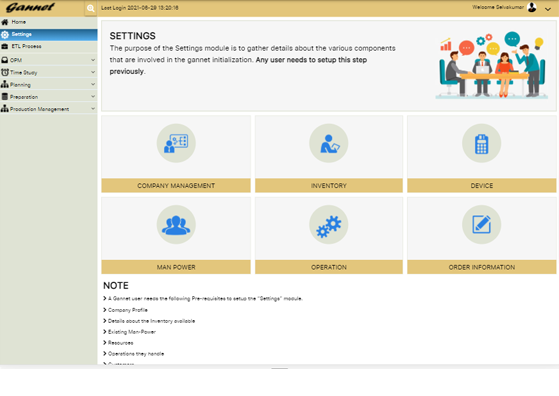 Gannet
Last Login 2021-06-29 13:20:16
Welcome Selvakumar
Home
Settings
ETL Process
OPM
Time Study
Planning
Preparation
Production Management
SETTINGS
The purpose of the Settings module is to gather details about the various components
that are involved in the gannet initialization. Any user needs to setup this step
previously.
COMPANY MANAGEMENT
INVENTORY
DEVICE
MAN POWER
OPERATION
ORDER INFORMATION
NOTE
A Gannet user needs the following Pre-requisites to setup the "Settings" module.
Company Profile
Details about the Inventory available
Existing Man-Power
Resources
Operations they handle
Customers